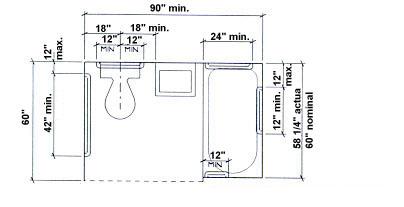 90" min.
18"
18" min.
24" min.
12"
MIN
12"
MIN
12"
max.
60"
42" min.
12"
max.
12" min.
58 1/4" actua
60" nominal
12"
MIN